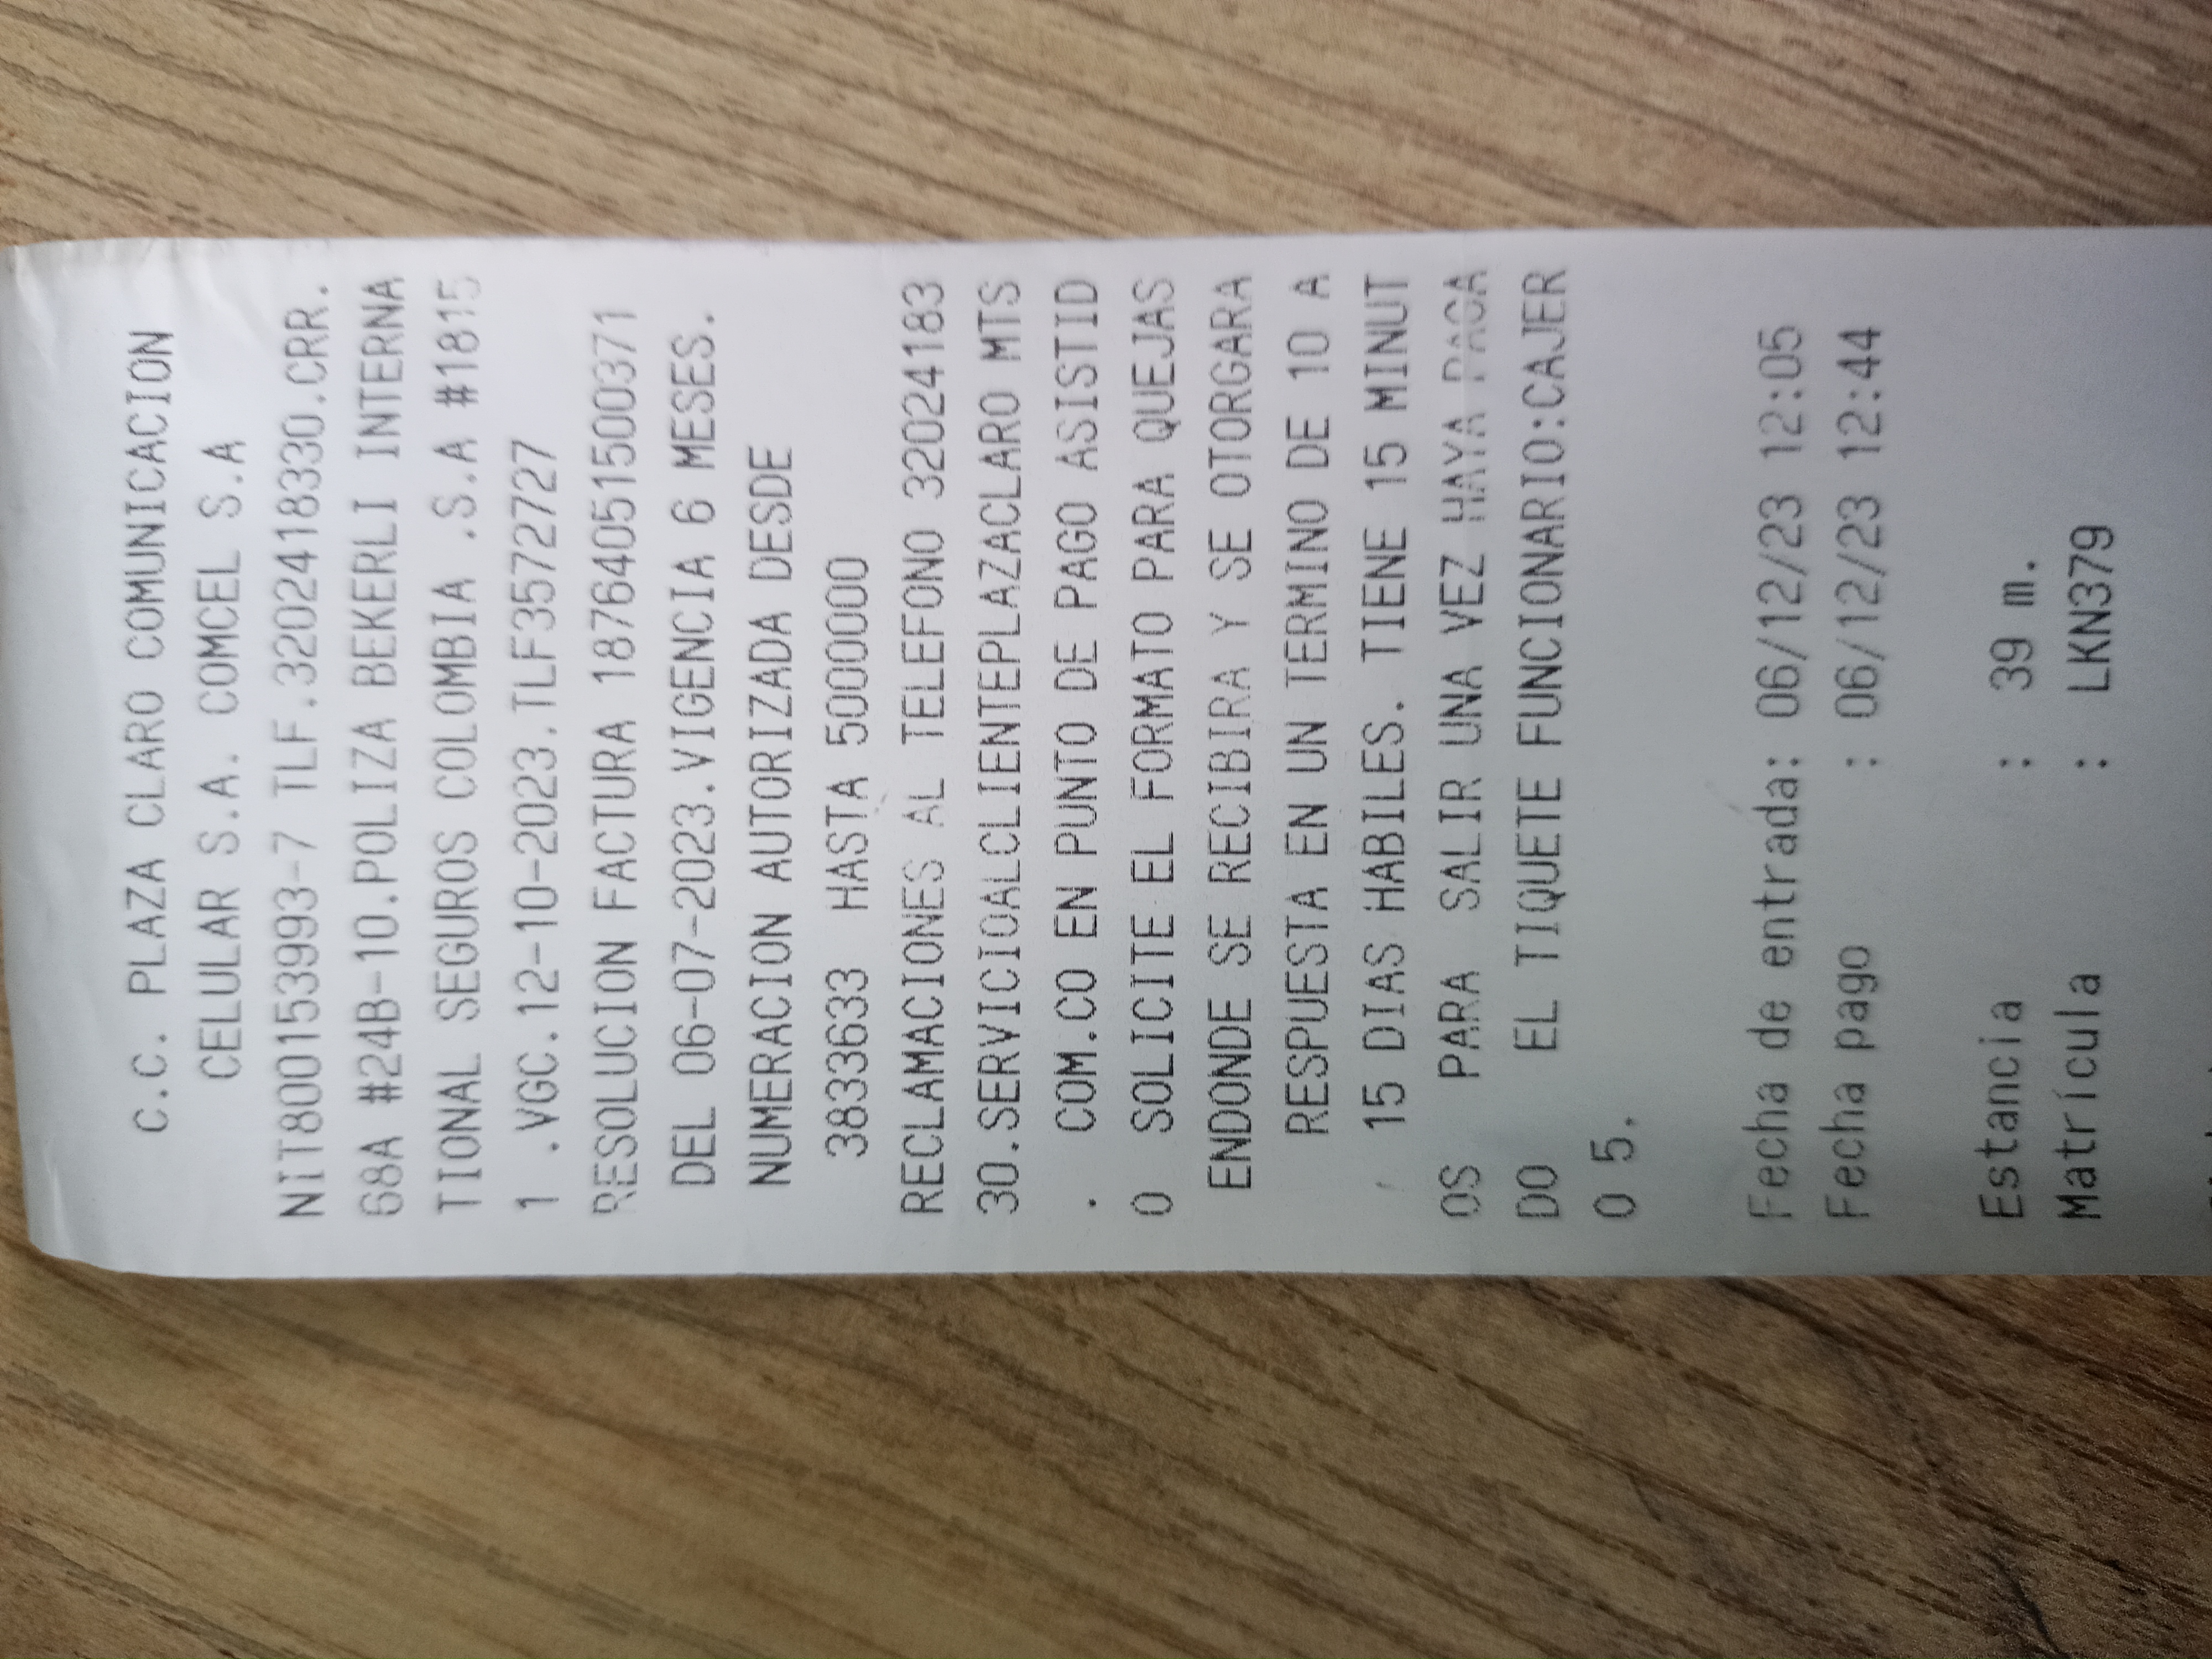 C.C. PLAZA CLARO COMUNICACION
CELULAR S.A. COMCEL S.A
NIT800153993-7 TLF.3202418330.CRR.
68A #24B-10.POLIZA BEKERLI INTERNA
TIONAL SEGUROS COLOMBIA .S.A #1815
1 .VGC.12-10-2023.TLF3572727
RESOLUCION FACTURA 18764051500371
DEL 06-07-2023.VIGENCIA 6 MESES.
NUMERACION AUTORIZADA DESDE
3833633 HASTA 5000000
RECLAMACIONES AL TELEFONO 32024183
30.SERVICIOALCLIENTEPLAZACLARO MTS
. COM.CO EN PUNTO DE PAGO ASISTID
O SOLICITE EL FORMATO PARA QUEJAS
ENDONDE SE RECIBIRA Y SE OTORGARA
RESPUESTA EN UN TERMINO DE 10 A
15 DIAS HABILES. TIENE 15 MINUT
OS PARA SALIR UNA VEZ HAYA PAGA
DO EL TIQUETE FUNCIONARIO:CAJER
O 5.
Fecha de entrada: 06/12/23 12:05
Fecha pago : 06/12/23 12:44
Estancia : 39 m.
Matrícula : LKN379